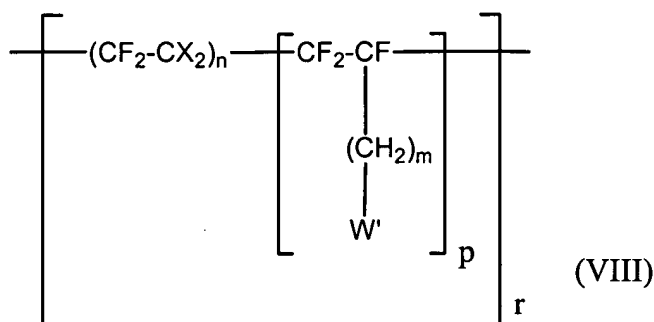 (CF₂-CX₂)ₙ CF₂-CF
(CH₂)ₘ
W'
p
(VIII)
r